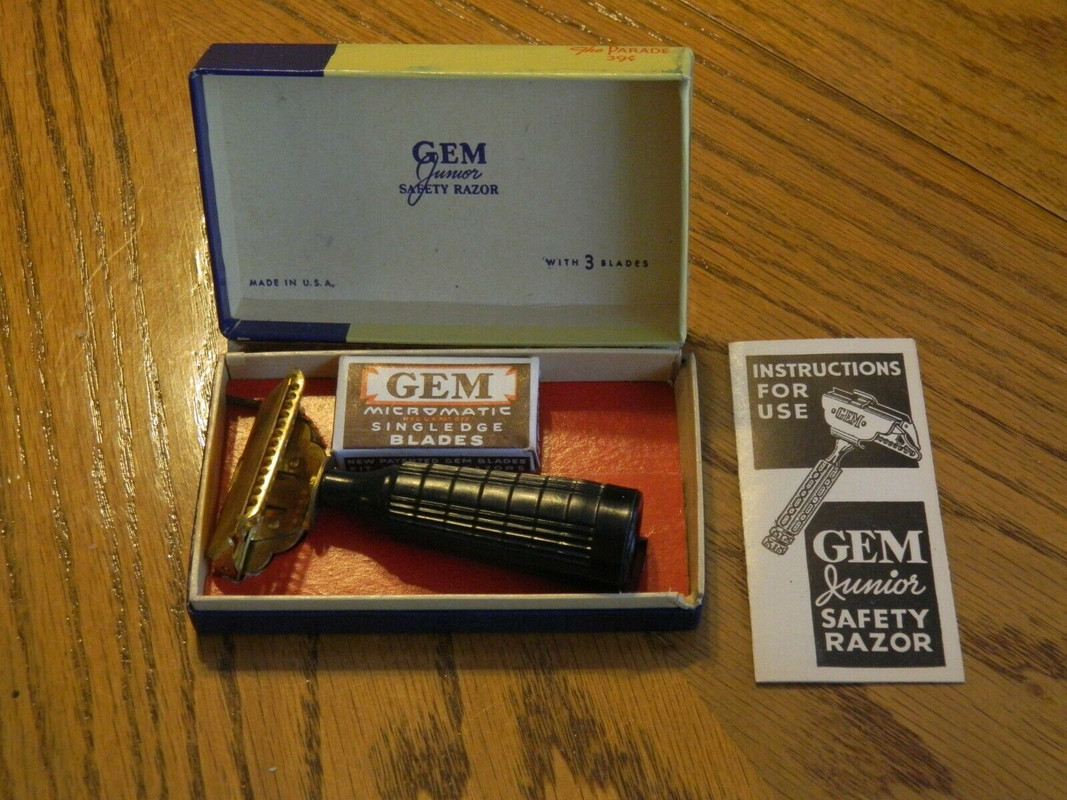 The PARADE
39¢
GEM
Junior
SAFETY RAZOR
WITH 3 BLADES
MADE IN U.S.A.
GEM
MICROMATIC
SINGLEDGE
BLADES
NEW PATENTED GEM BLADES
INSTRUCTIONS
FOR
USE
GEM
GEM
Junior
SAFETY
RAZOR